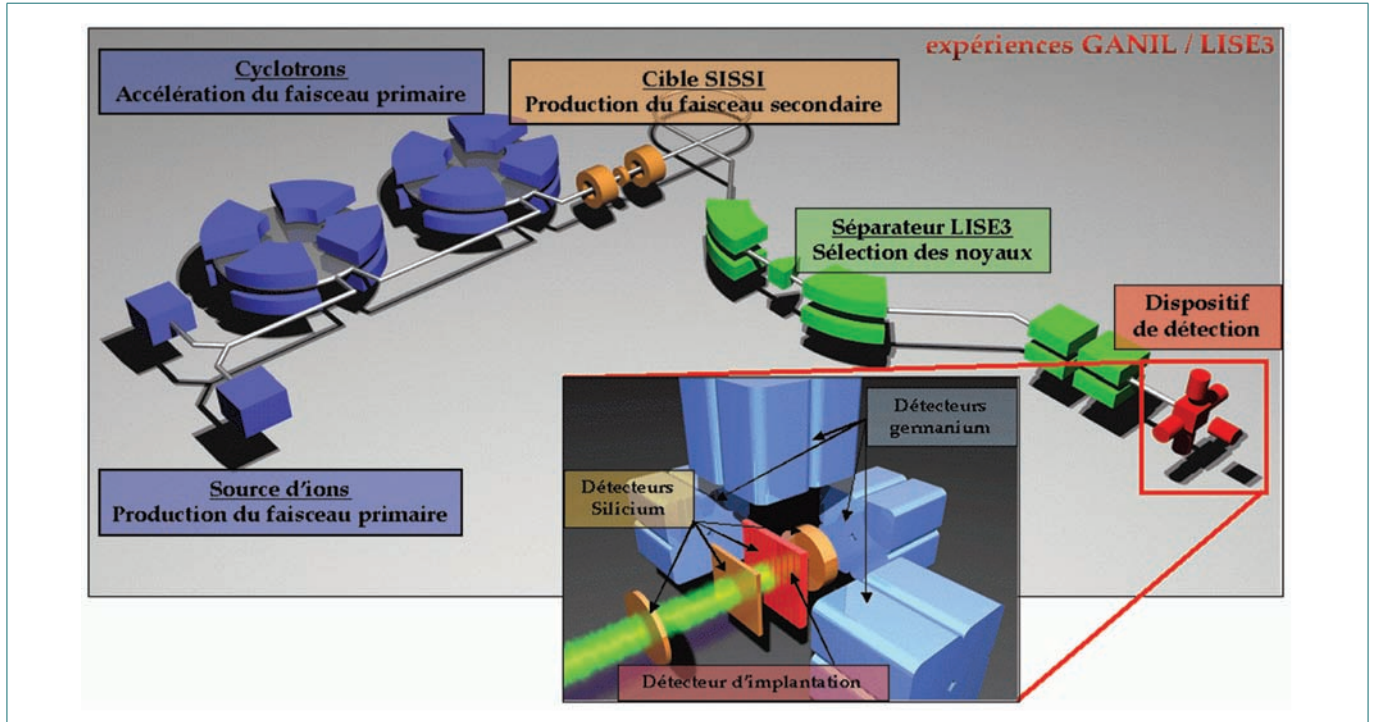 expériences GANIL / LISE3
Cyclotrons
Accélération du faisceau primaire
Cible SISSI
Production du faisceau secondaire
Séparateur LISE3
Sélection des noyaux
Dispositif
de détection
Source d'ions
Production du faisceau primaire
Détecteurs
germanium
Détecteurs
Silicium
Détecteur d'implantation